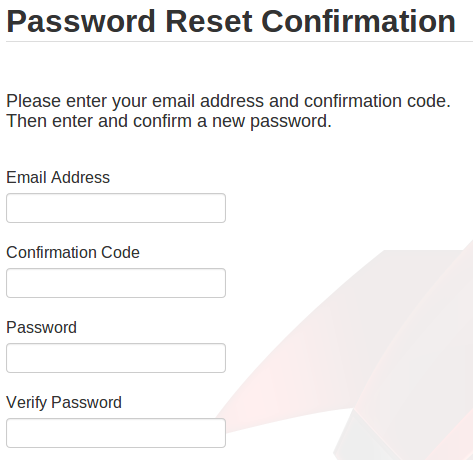 Password Reset Confirmation
Please enter your email address and confirmation code.
Then enter and confirm a new password.
Email Address
Confirmation Code
Password
Verify Password